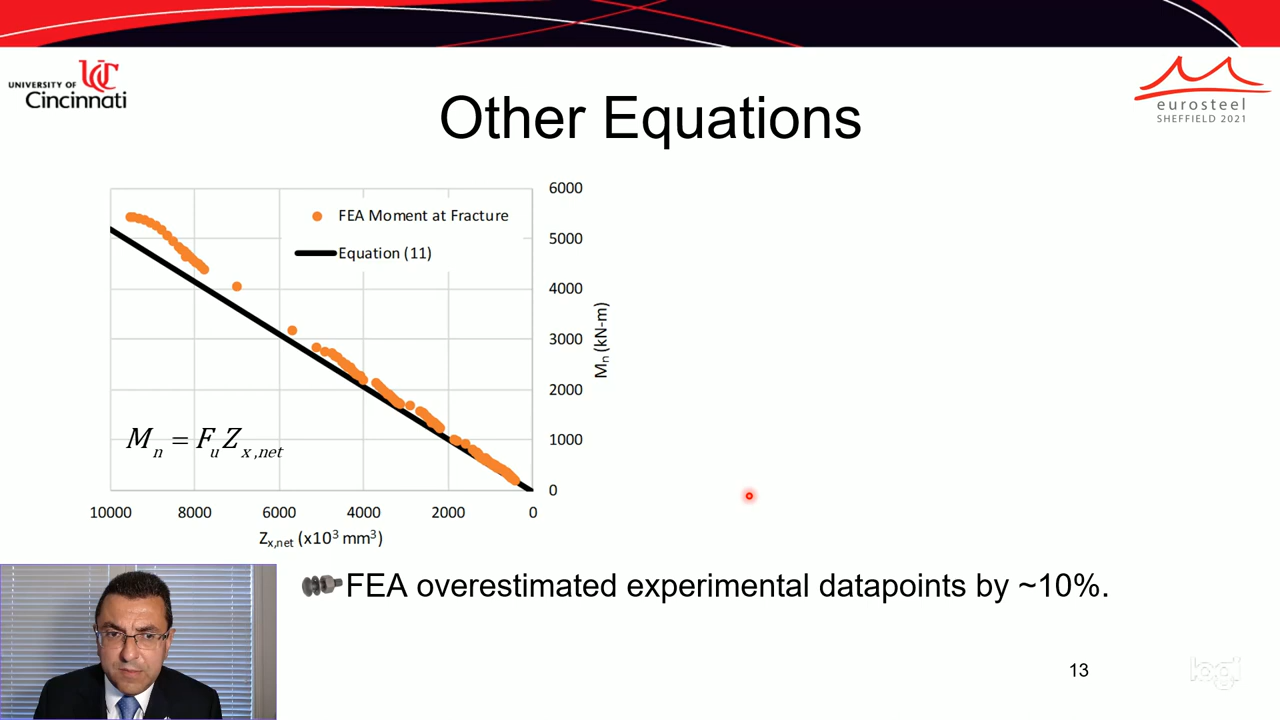 UNIVERSITY OF
UC
Cincinnati
eurosteel
SHEFFIELD 2021
Other Equations
FEA Moment at Fracture
Equation (11)
6000
5000
4000
3000
2000
1000
0
Mn (kN-m)
Mn = FuZx,net
10000 8000 6000 4000 2000 0
Zx,net (x10³ mm³)
FEA overestimated experimental datapoints by ~10%.
13
logi